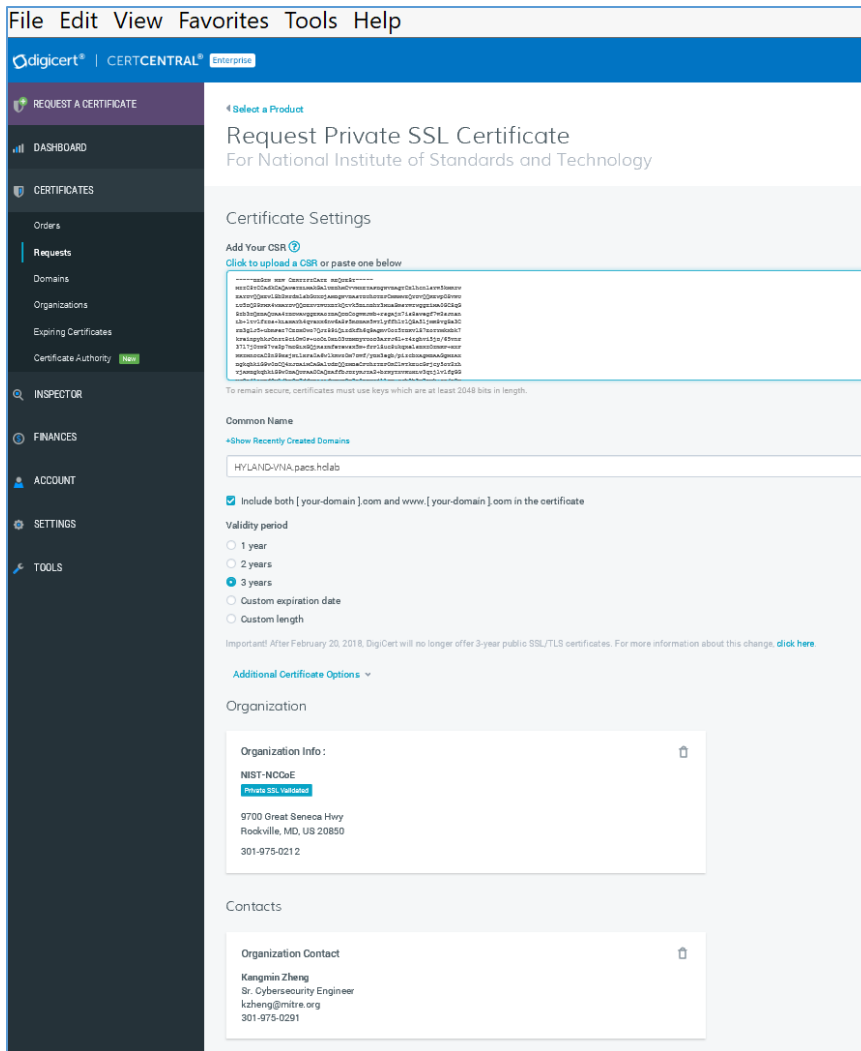 File Edit View Favorites Tools Help
digicert® | CERTCENTRAL® Enterprise
REQUEST A CERTIFICATE
DASHBOARD
CERTIFICATES
Orders
Requests
Domains
Organizations
Expiring Certificates
Certificate Authority New
INSPECTOR
FINANCES
ACCOUNT
SETTINGS
TOOLS
Select a Product
Request Private SSL Certificate
For National Institute of Standards and Technology
Certificate Settings
Add Your CSR ?
Click to upload a CSR or paste one below
To remain secure, certificates must use keys which are at least 2048 bits in length.
Common Name
+Show Recently Created Domains
HYLAND-VNA.pacs.hclab
Include both [ your-domain ].com and www.[ your-domain ].com in the certificate
Validity period
1 year
2 years
3 years
Custom expiration date
Custom length
Important! After February 20, 2018, DigiCert will no longer offer 3-year public SSL/TLS certificates. For more information about this change, click here.
Additional Certificate Options
Organization
Organization Info :
NIST-NCCoE
Private SSL Validated
9700 Great Seneca Hwy
Rockville, MD, US 20850
301-975-0212
Contacts
Organization Contact
Kangmin Zheng
Sr. Cybersecurity Engineer
kzheng@mitre.org
301-975-0291